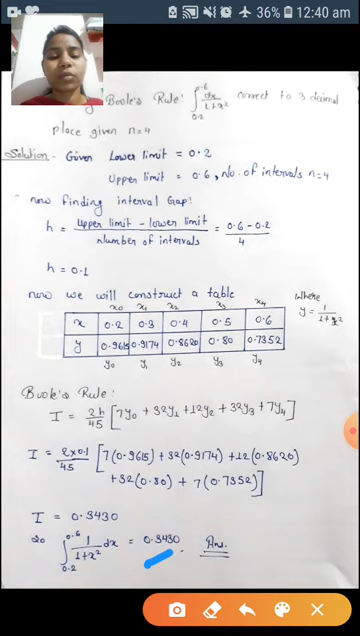 36% 12:40 am
Boole's Rule: ∫0.2^0.6 dx/(1+x²) correct to 3 decimal
place given n=4
Solution - Given Lower limit = 0.2
Upper limit = 0.6, No. of intervals n=4
now finding interval Gap:
h = (upper limit - lower limit)/(number of intervals) = (0.6-0.2)/4
h = 0.1
now we will construct a table
where y = 1/(1+x²)
x₀ x₁ x₂ x₃ x₄
x 0.2 0.3 0.4 0.5 0.6
y 0.9615 0.9174 0.8620 0.80 0.7352
y₀ y₁ y₂ y₃ y₄
Boole's Rule:
I = 2h/45 [7y₀ + 32y₁ + 12y₂ + 32y₃ + 7y₄]
I = 2×0.1/45 [7(0.9615) + 32(0.9174) + 12(0.8620)
+ 32(0.80) + 7(0.7352)]
I = 0.3430
so ∫0.2^0.6 1/(1+x²) dx = 0.3430. Ans.